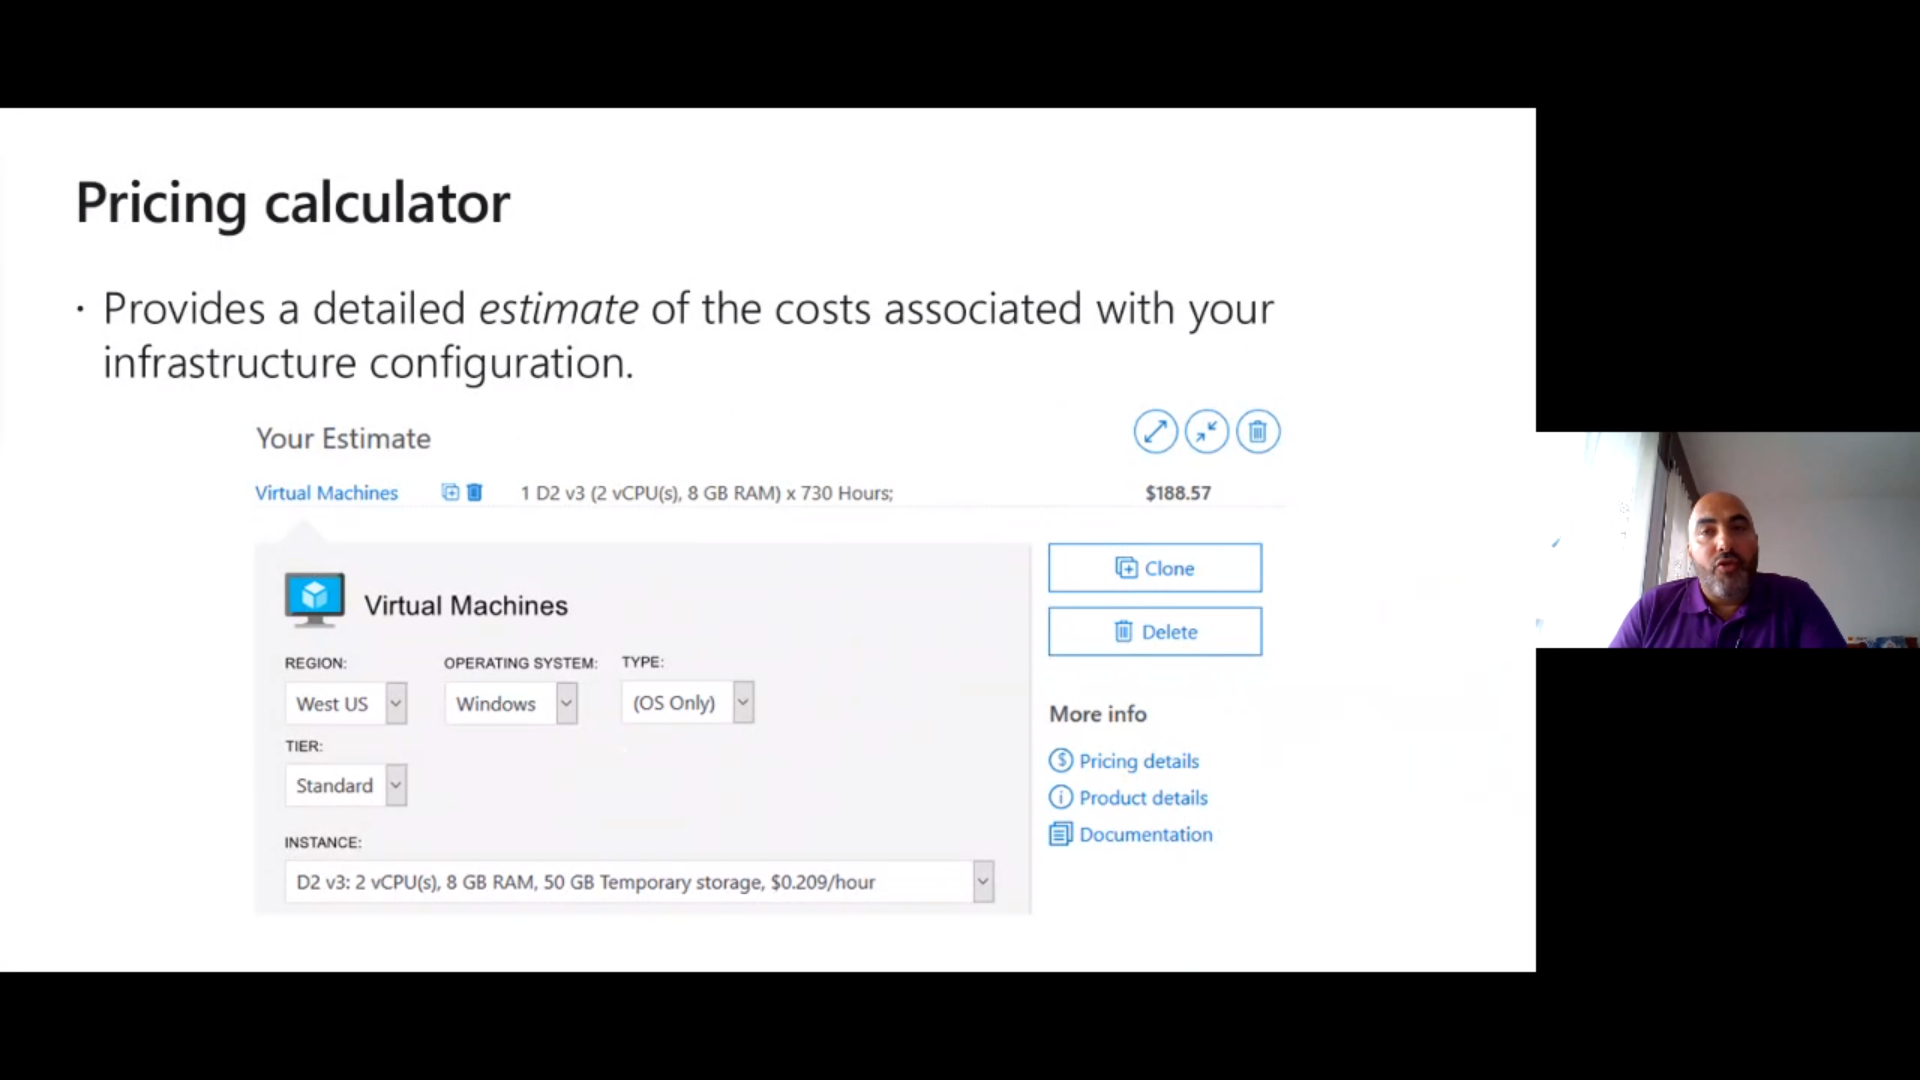 Pricing calculator
· Provides a detailed estimate of the costs associated with your
infrastructure configuration.
Your Estimate
Virtual Machines 1 D2 v3 (2 vCPU(s), 8 GB RAM) x 730 Hours; $188.57
Virtual Machines
REGION: OPERATING SYSTEM: TYPE:
West US Windows (OS Only)
TIER:
Standard
INSTANCE:
D2 v3: 2 vCPU(s), 8 GB RAM, 50 GB Temporary storage, $0.209/hour
Clone
Delete
More info
$ Pricing details
i Product details
Documentation